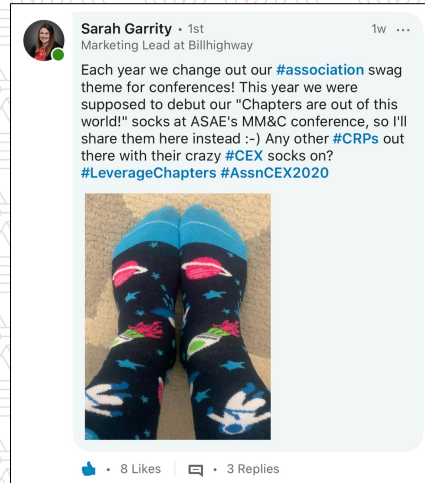 Sarah Garrity • 1st
1w ...
Marketing Lead at Billhighway
Each year we change out our #association swag
theme for conferences! This year we were
supposed to debut our "Chapters are out of this
world!" socks at ASAE's MM&C conference, so I'll
share them here instead :-) Any other #CRPs out
there with their crazy #CEX socks on?
#LeverageChapters #AssnCEX2020
• 8 Likes
• 3 Replies